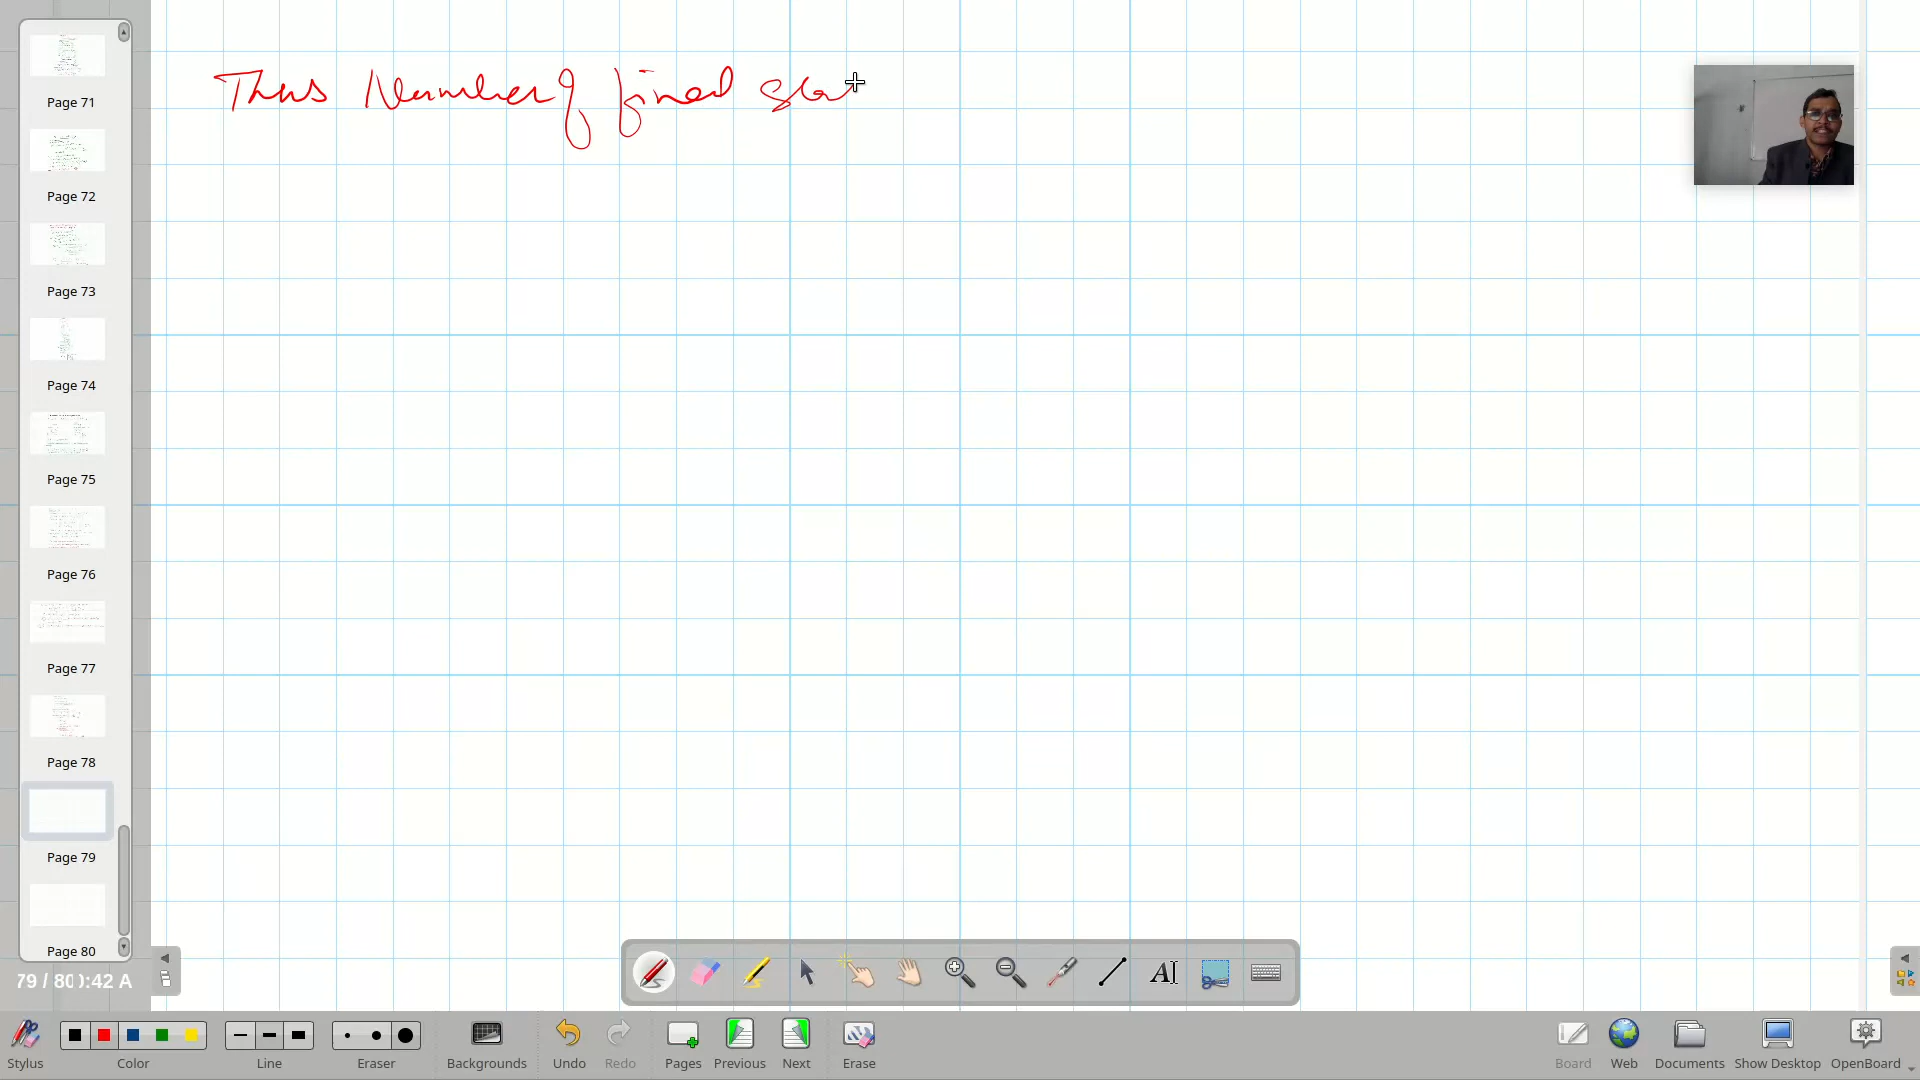 Thus Number of final sta
Page 71
Page 72
Page 73
Page 74
Page 75
Page 76
Page 77
Page 78
Page 79
Page 80
79 / 80
0:42 A
Stylus
Color
Line
Eraser
Backgrounds
Undo
Redo
Pages
Previous
Next
Erase
Board
Web
Documents
Show Desktop
OpenBoard